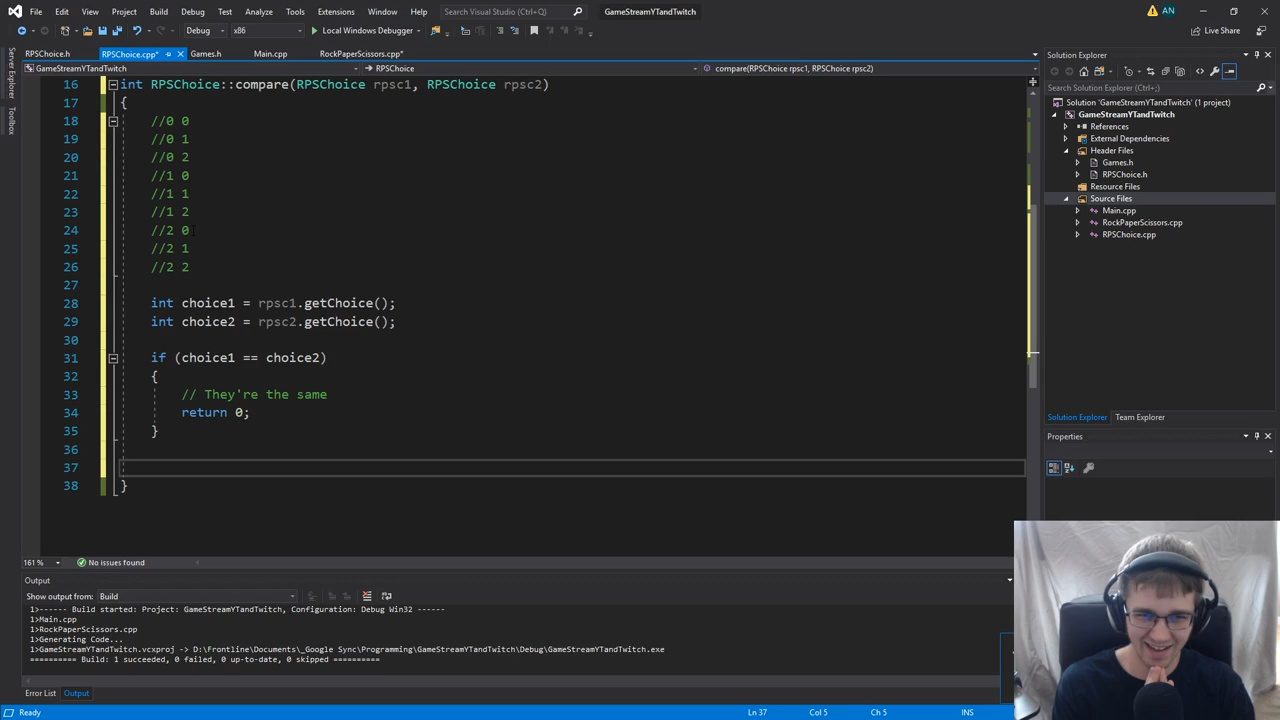 File Edit View Project Build Debug Test Analyze Tools Extensions Window Help Search Visual Studio (Ctrl+Q) GameStreamYTandTwitch AN
Debug x86 Local Windows Debugger Live Share
RPSChoice.h RPSChoice.cpp* Games.h Main.cpp RockPaperScissors.cpp*
GameStreamYTandTwitch RPSChoice compare(RPSChoice rpsc1, RPSChoice rpsc2)
Server Explorer
Toolbox
16 int RPSChoice::compare(RPSChoice rpsc1, RPSChoice rpsc2)
17 {
18 //0 0
19 //0 1
20 //0 2
21 //1 0
22 //1 1
23 //1 2
24 //2 0
25 //2 1
26 //2 2
27
28 int choice1 = rpsc1.getChoice();
29 int choice2 = rpsc2.getChoice();
30
31 if (choice1 == choice2)
32 {
33 // They're the same
34 return 0;
35 }
36
37
38 }
161 % No issues found
Output
Show output from: Build
1>------ Build started: Project: GameStreamYTandTwitch, Configuration: Debug Win32 ------
1>Main.cpp
1>RockPaperScissors.cpp
1>Generating Code...
1>GameStreamYTandTwitch.vcxproj -> D:\Frontline\Documents\_Google Sync\Programming\GameStreamYTandTwitch\Debug\GameStreamYTandTwitch.exe
========== Build: 1 succeeded, 0 failed, 0 up-to-date, 0 skipped ==========
Error List Output
Ready Ln 37 Col 5 Ch 5 INS
Solution Explorer
Search Solution Explorer (Ctrl+;)
Solution 'GameStreamYTandTwitch' (1 project)
GameStreamYTandTwitch
References
External Dependencies
Header Files
Games.h
RPSChoice.h
Resource Files
Source Files
Main.cpp
RockPaperScissors.cpp
RPSChoice.cpp
Solution Explorer Team Explorer
Properties